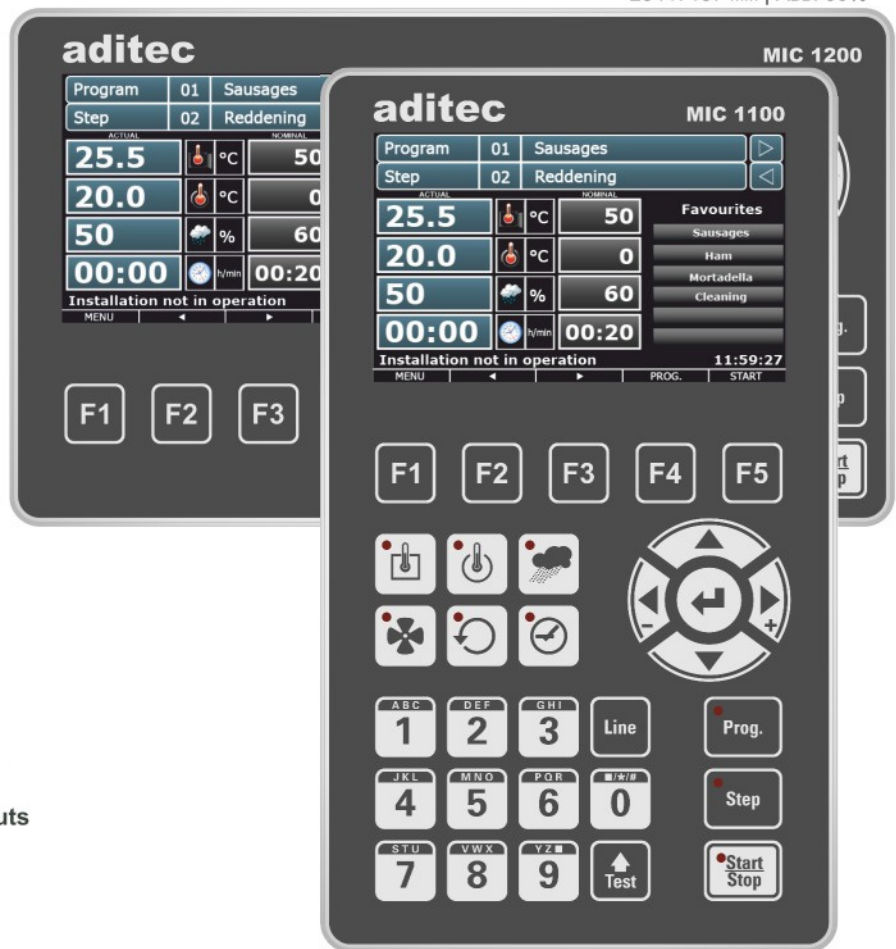 aditec
MIC 1200
Program 01 Sausages
Step 02 Reddening
ACTUAL NOMINAL
25.5 °C 50
20.0 °C 0
50 % 60
00:00 h/min 00:20
Installation not in operation
MENU
F1 F2 F3
aditec
MIC 1100
Program 01 Sausages
Step 02 Reddening
ACTUAL NOMINAL
25.5 °C 50
20.0 °C 0
50 % 60
00:00 h/min 00:20
Favourites
Sausages
Ham
Mortadella
Cleaning
Installation not in operation 11:59:27
MENU PROG. START
F1 F2 F3 F4 F5
- +
ABC DEF GHI
1 2 3 Line Prog.
JKL MNO PQR ■/*/#
4 5 6 0 Step
STU VWX YZ■
7 8 9 Test Start
Stop
uts